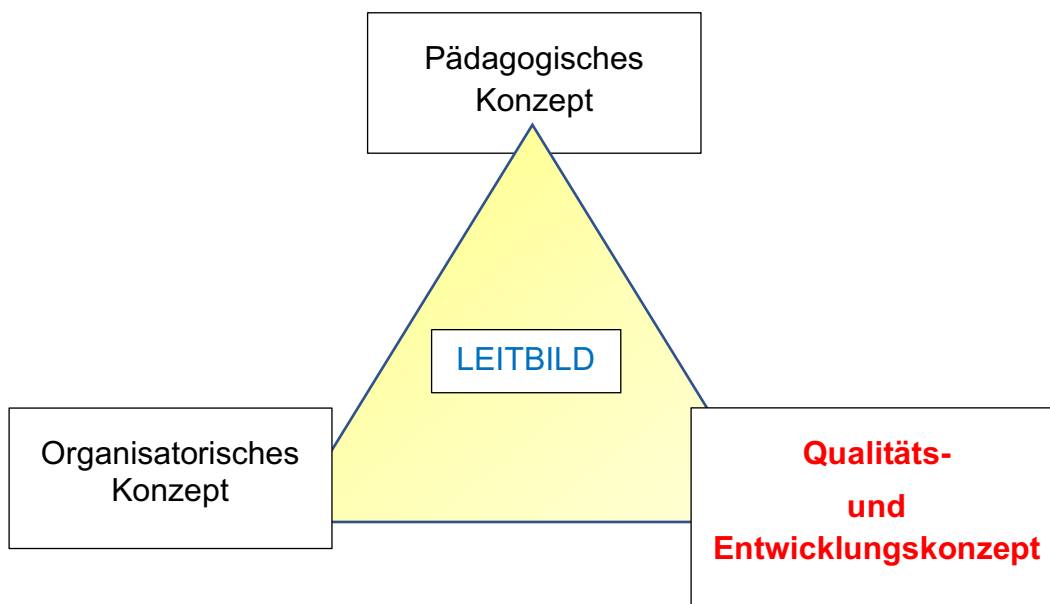 Pädagogisches
Konzept
LEITBILD
Organisatorisches
Konzept
Qualitäts-
und
Entwicklungskonzept